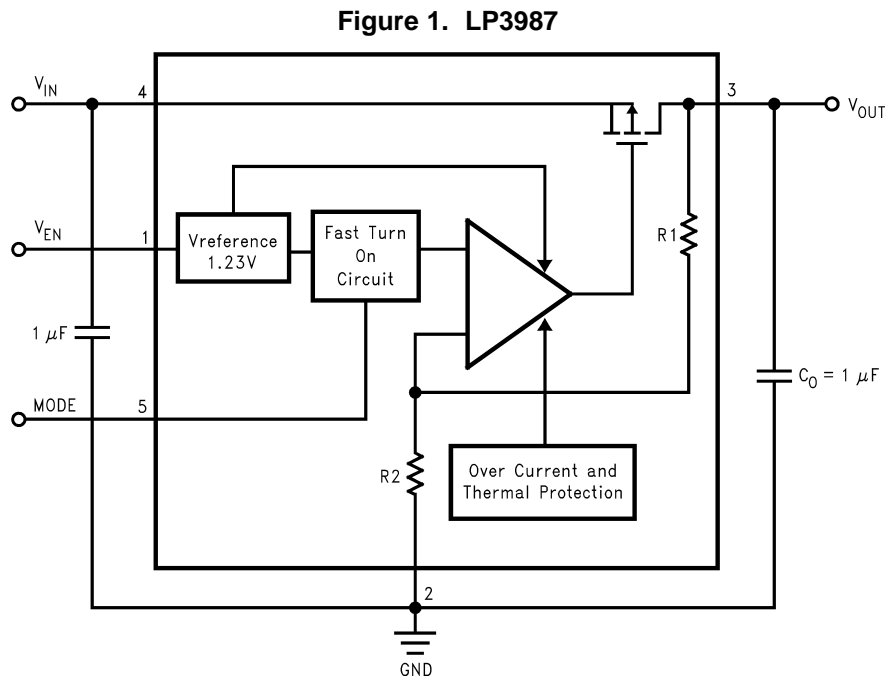 Figure 1. LP3987
V_IN
4
3
V_OUT
V_EN
1
Vreference
1.23V
Fast Turn
On
Circuit
R1
1 μF
C_O = 1 μF
MODE
5
R2
Over Current and
Thermal Protection
2
GND